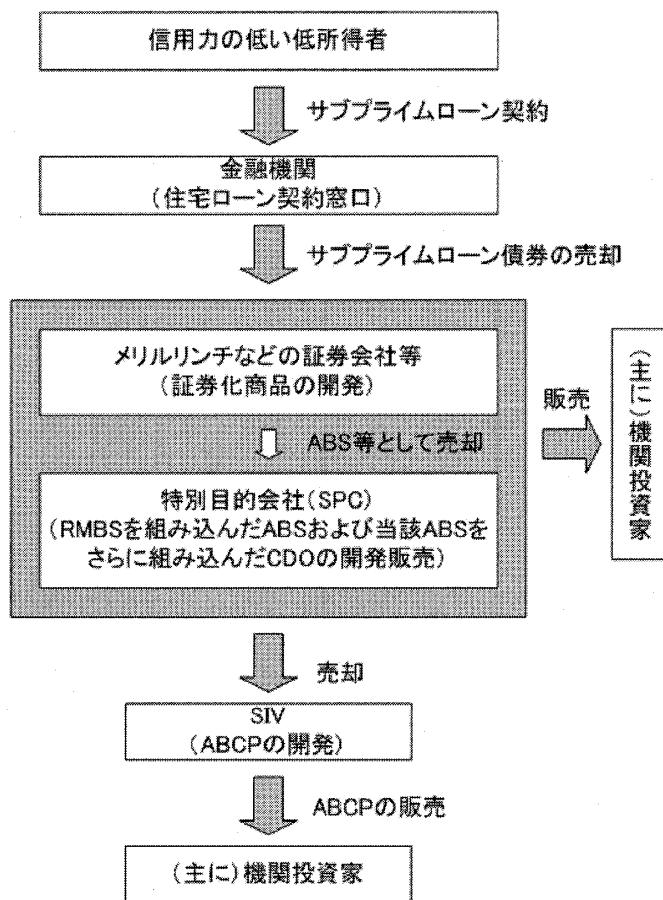 信用力の低い低所得者
サブプライムローン契約
金融機関
(住宅ローン契約窓口)
サブプライムローン債券の売却
メリルリンチなどの証券会社等
(証券化商品の開発)
ABS等として売却
特別目的会社(SPC)
(RMBSを組み込んだABSおよび当該ABSを
さらに組み込んだCDOの開発販売)
販売
(主に)機関投資家
売却
SIV
(ABCPの開発)
ABCPの販売
(主に)機関投資家